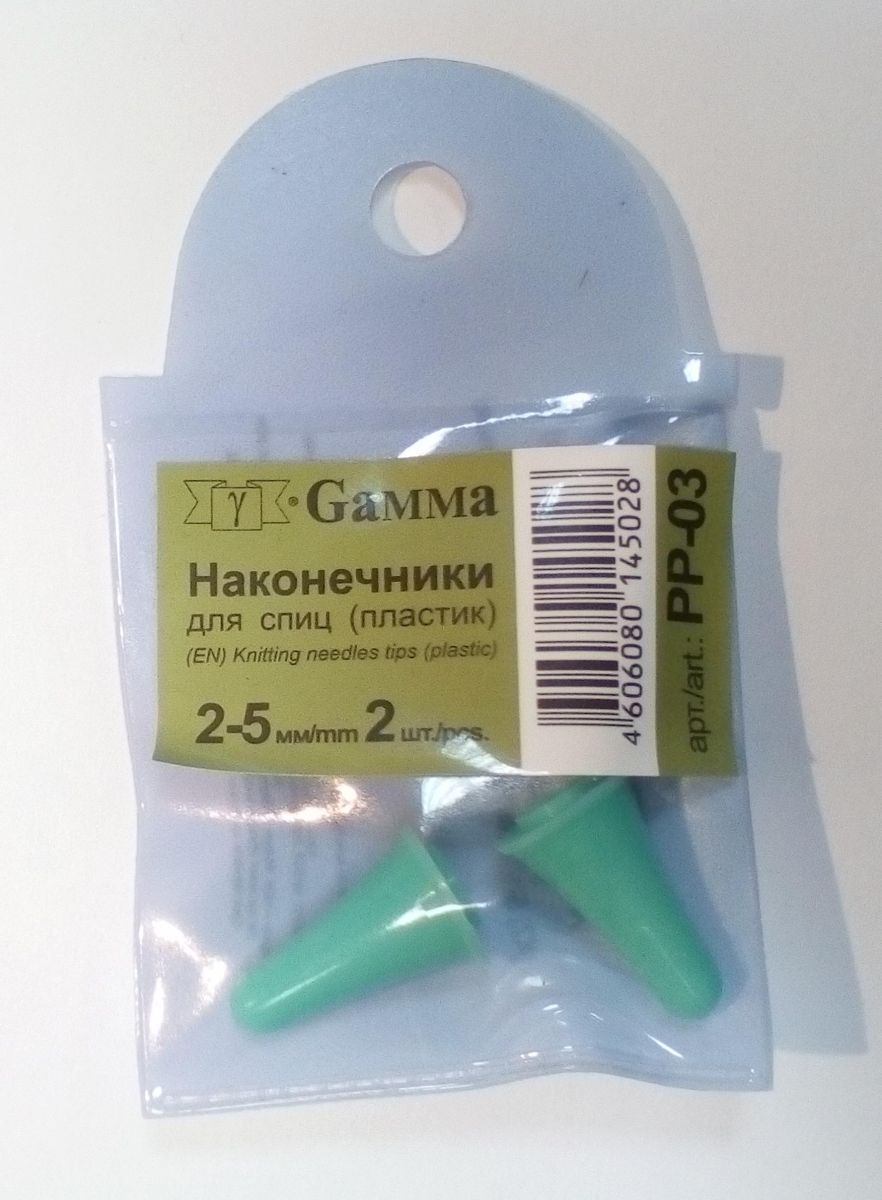 γ® Gамма
Наконечники
для спиц (пластик)
(EN) Knitting needles tips (plastic)
2-5 мм/mm 2 шт./pcs.
4 606080 145028
арт./art.: PP-03